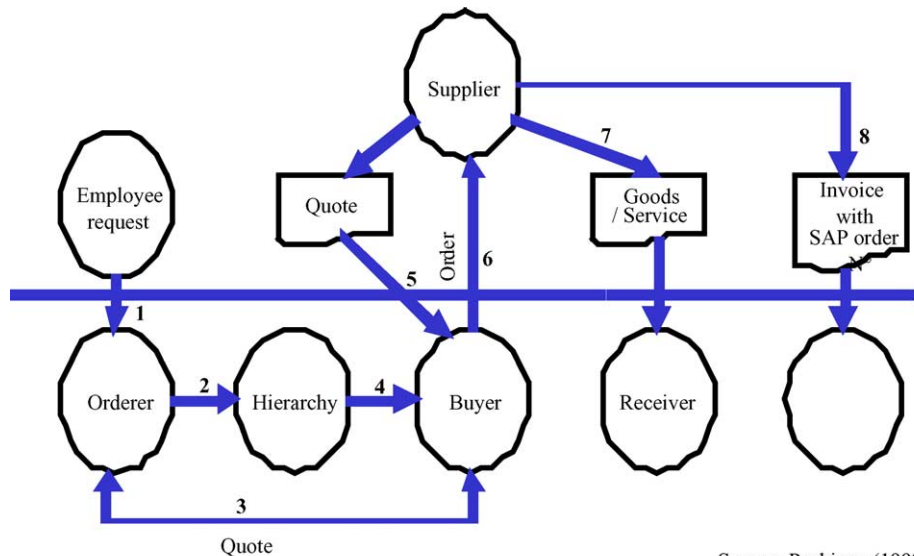 Supplier
7
8
Employee
request
Quote
Goods
/ Service
Invoice
with
SAP order
N°
Order
6
5
1
Orderer
2
Hierarchy
4
Buyer
Receiver
3
Quote